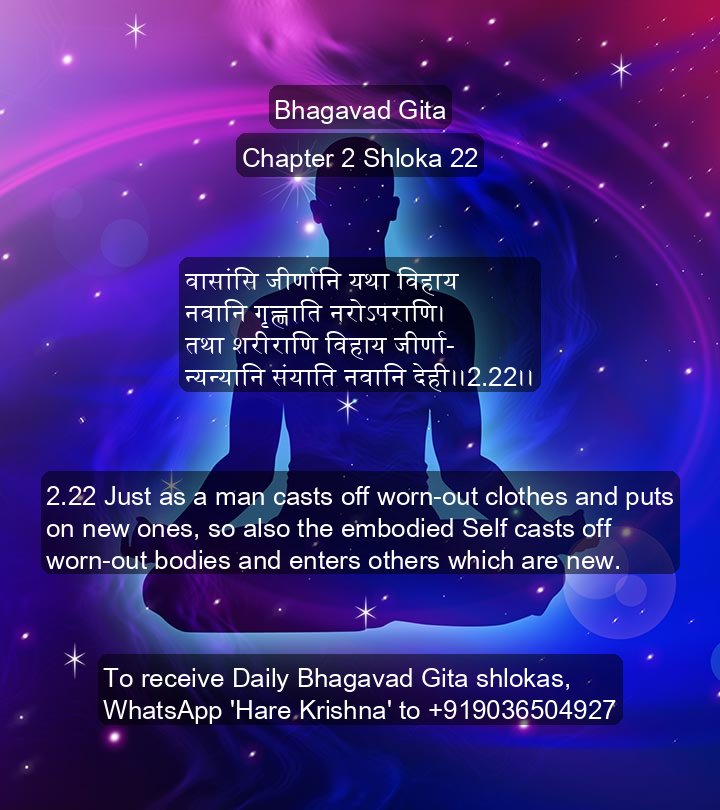 Bhagavad Gita
Chapter 2 Shloka 22
वासांसि जीर्णानि यथा विहाय
नवानि गृह्णाति नरोऽपराणि।
तथा शरीराणि विहाय जीर्णा-
न्यन्यानि संयाति नवानि देही।।2.22।।
2.22 Just as a man casts off worn-out clothes and puts
on new ones, so also the embodied Self casts off
worn-out bodies and enters others which are new.
To receive Daily Bhagavad Gita shlokas,
WhatsApp 'Hare Krishna' to +919036504927